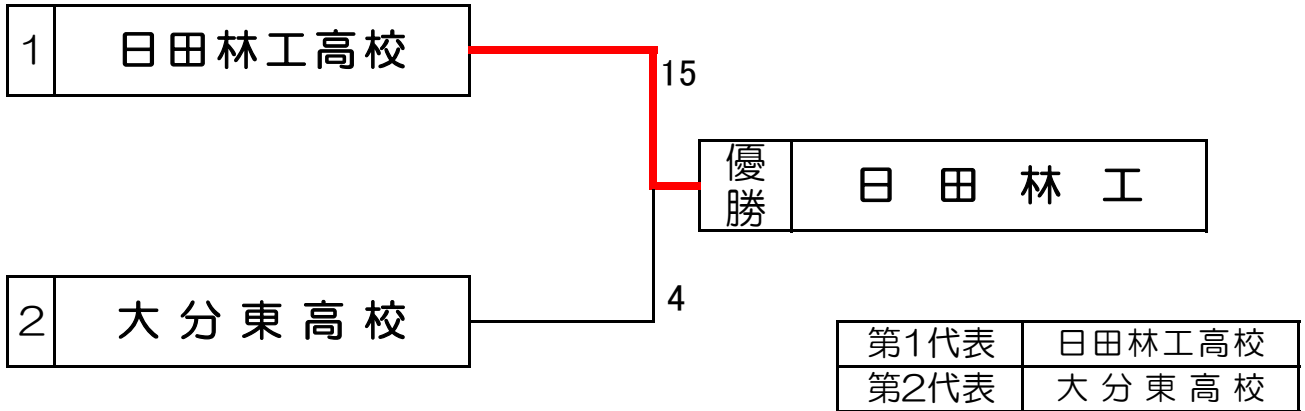 1 日田林工高校
15
優勝 日田林工
2 大分東高校
4
第1代表 日田林工高校
第2代表 大分東高校